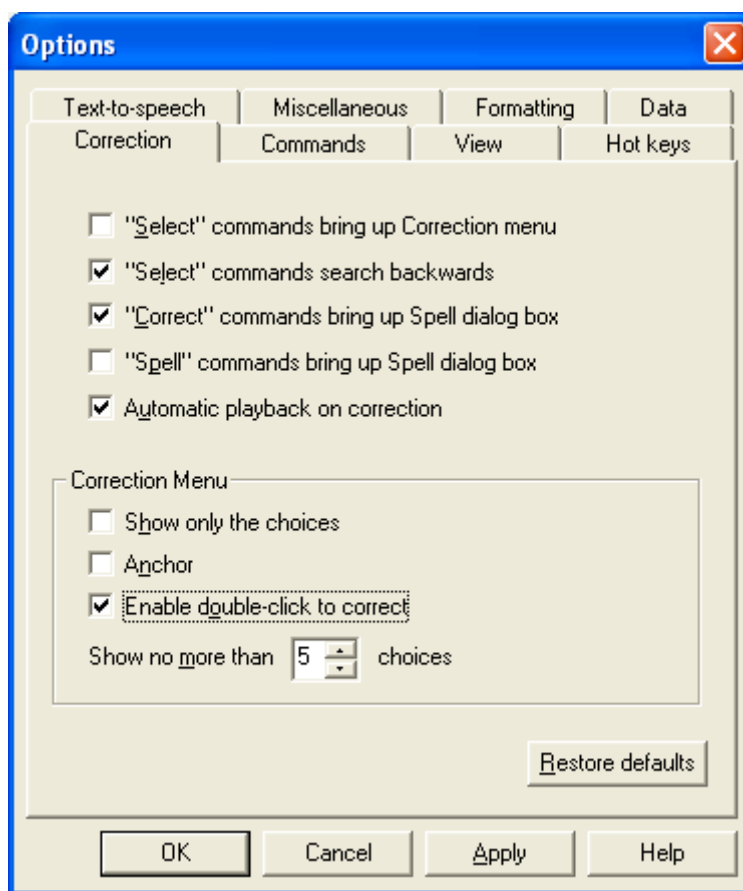 Options
Text-to-speech Miscellaneous Formatting Data
Correction Commands View Hot keys
"Select" commands bring up Correction menu
"Select" commands search backwards
"Correct" commands bring up Spell dialog box
"Spell" commands bring up Spell dialog box
Automatic playback on correction
Correction Menu
Show only the choices
Anchor
Enable double-click to correct
Show no more than 5 choices
Restore defaults
OK Cancel Apply Help